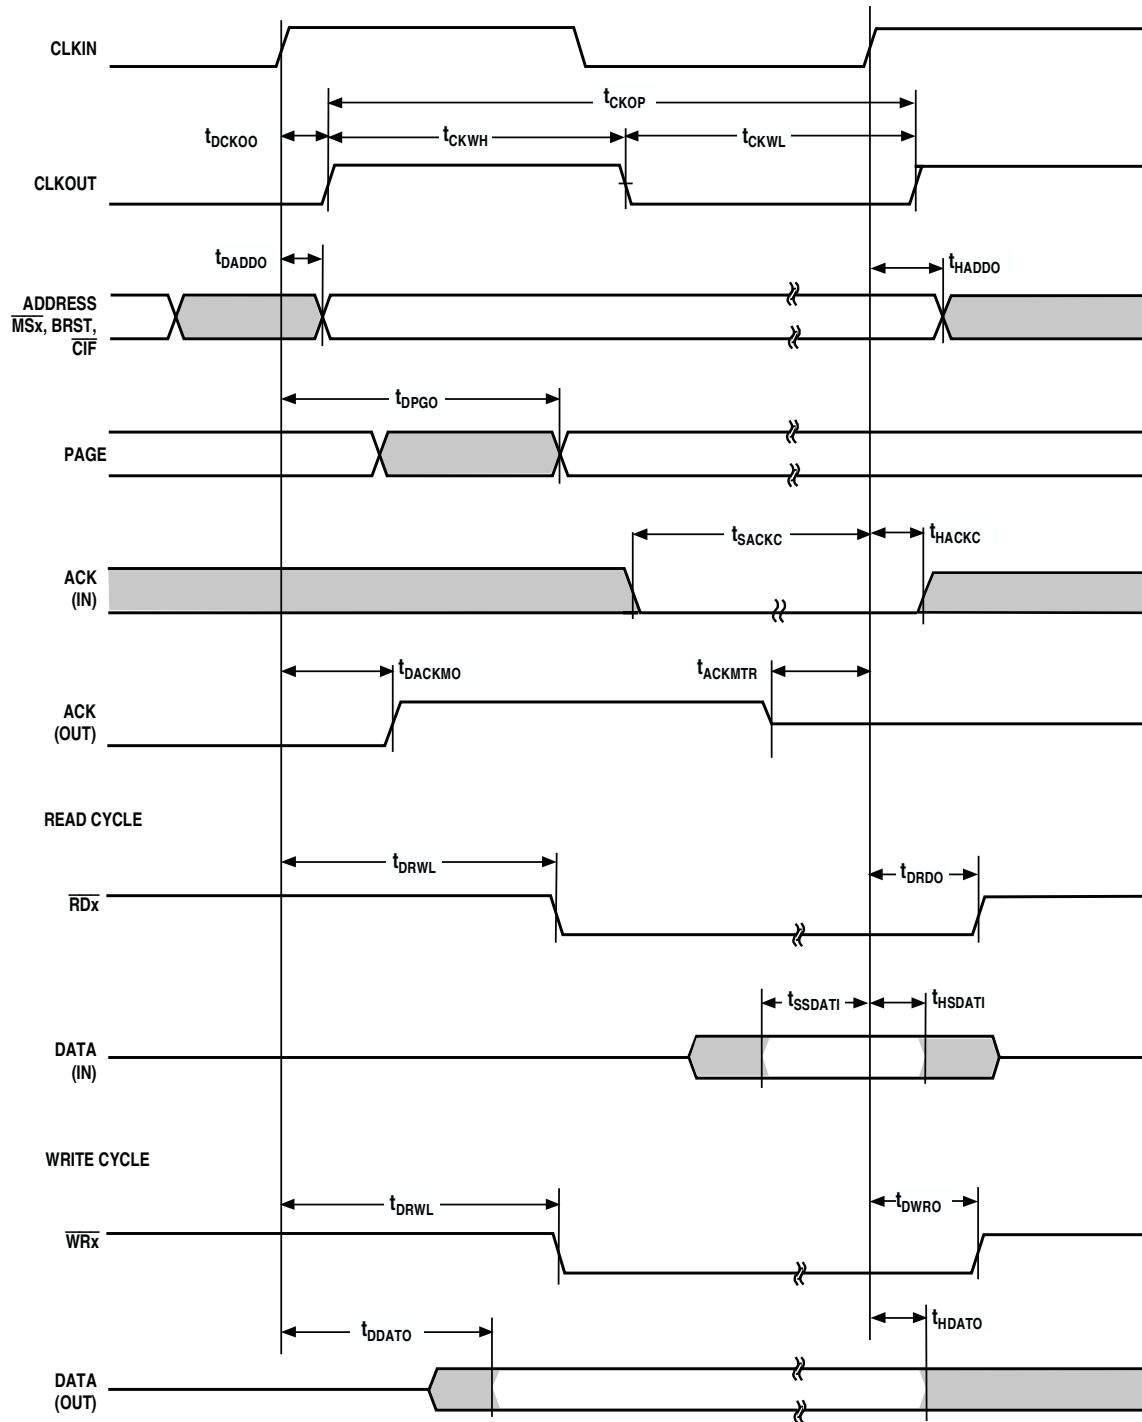 CLKIN
tCKOP
tDCKOO
tCKWH
tCKWL
CLKOUT
tDADDO
tHADDO
ADDRESS
MSx, BRST,
CIF
tDPGO
PAGE
tSACKC
tHACKC
ACK
(IN)
tDACKMO
tACKMTR
ACK
(OUT)
READ CYCLE
tDRWL
tDRDO
RDx
tSSDATI
tHSDATI
DATA
(IN)
WRITE CYCLE
tDRWL
tDWRO
WRx
tDDATO
tHDATO
DATA
(OUT)